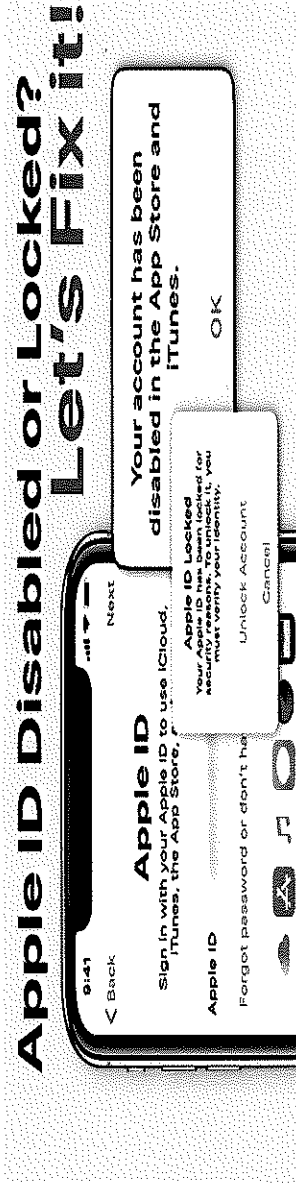 Apple ID Disabled or Locked?
Let's Fix it!
9:41
Back
Next
Apple ID
Sign in with your Apple ID to use iCloud,
iTunes, the App Store,
Apple ID
Forgot password or don't ha
Your account has been
disabled in the App Store and
iTunes.
OK
Apple ID Locked
Your Apple ID has been locked for
security reasons. To unlock it, you
must verify your identity.
Unlock Account
Cancel